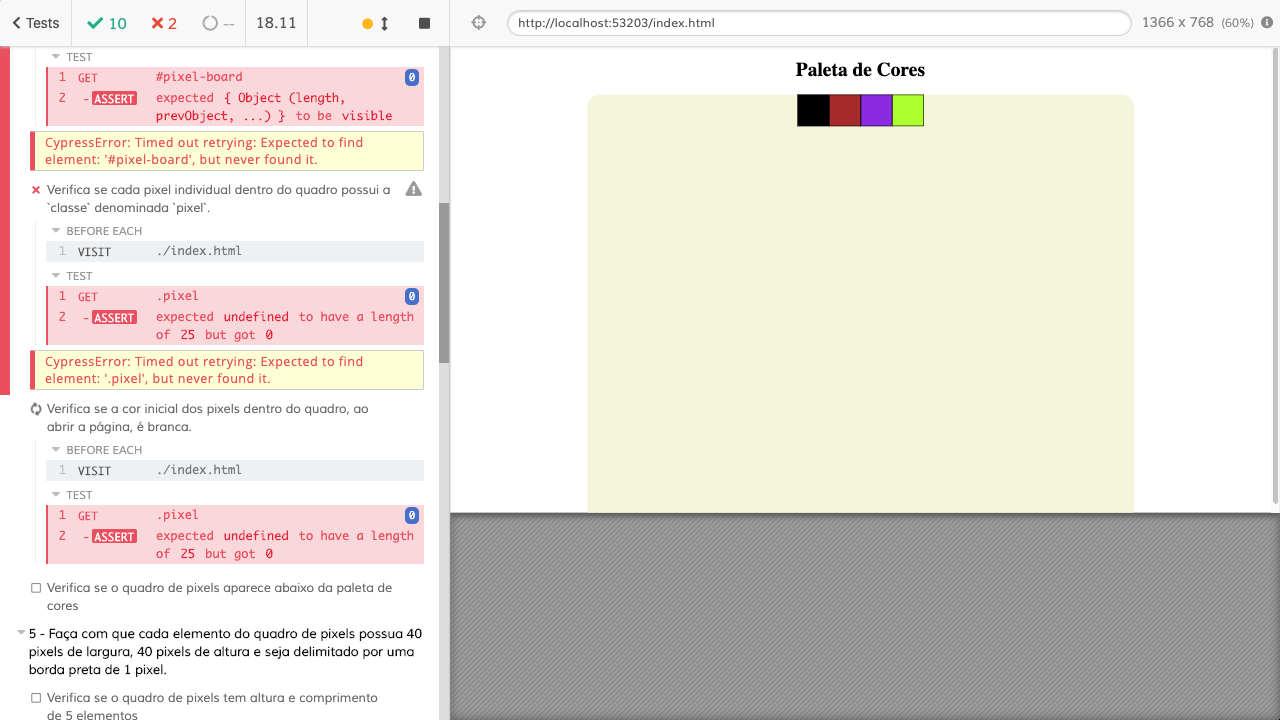 Tests 10 2 -- 18.11
http://localhost:53203/index.html 1366 x 768 (60%)
TEST
1 GET #pixel-board 0
2 -ASSERT expected { Object (length,
prevObject, ...) } to be visible
CypressError: Timed out retrying: Expected to find
element: '#pixel-board', but never found it.
Verifica se cada pixel individual dentro do quadro possui a
`classe` denominada `pixel`.
BEFORE EACH
1 VISIT ./index.html
TEST
1 GET .pixel 0
2 -ASSERT expected undefined to have a length
of 25 but got 0
CypressError: Timed out retrying: Expected to find
element: '.pixel', but never found it.
Verifica se a cor inicial dos pixels dentro do quadro, ao
abrir a página, é branca.
BEFORE EACH
1 VISIT ./index.html
TEST
1 GET .pixel 0
2 -ASSERT expected undefined to have a length
of 25 but got 0
Verifica se o quadro de pixels aparece abaixo da paleta de
cores
5 - Faça com que cada elemento do quadro de pixels possua 40
pixels de largura, 40 pixels de altura e seja delimitado por uma
borda preta de 1 pixel.
Verifica se o quadro de pixels tem altura e comprimento
de 5 elementos
Paleta de Cores